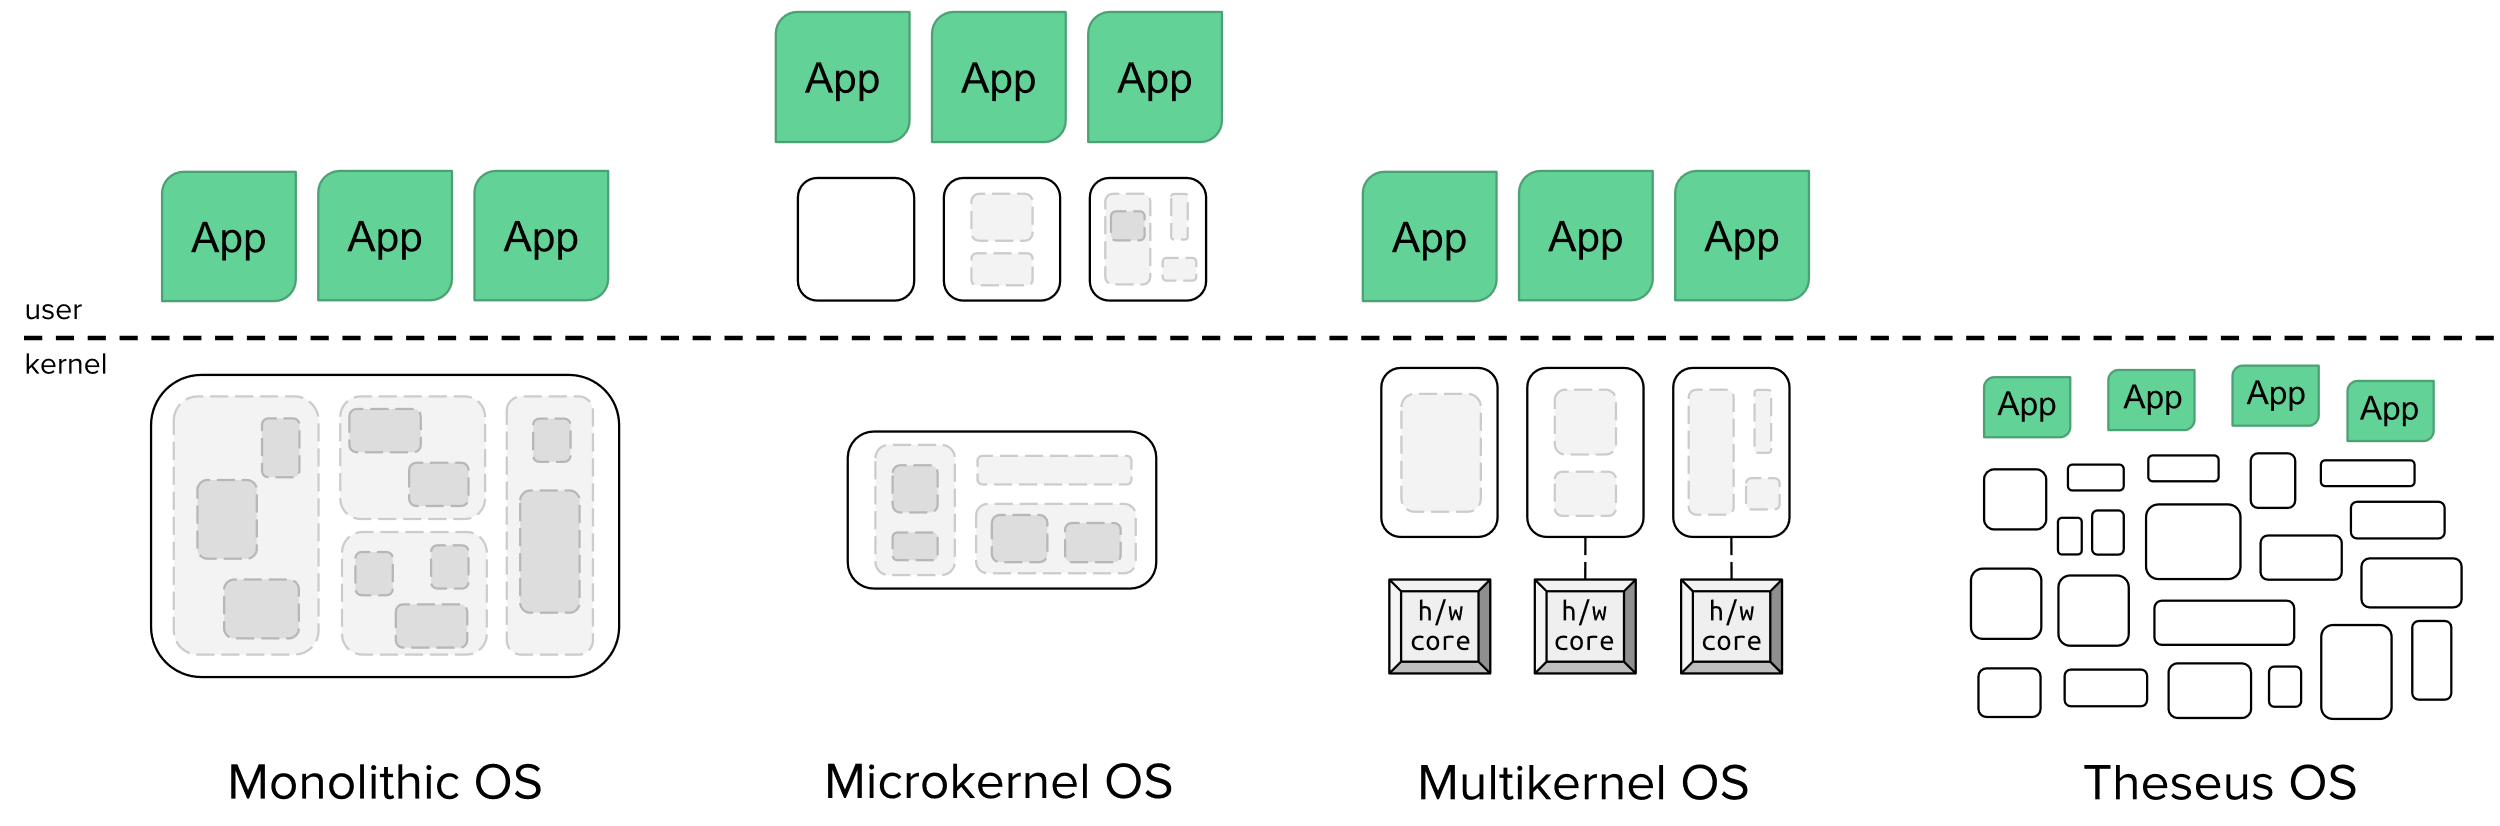 App App App
App App App
App App App
user
kernel
App App App App
h/w
core
h/w
core
h/w
core
Monolithic OS
Microkernel OS
Multikernel OS
Theseus OS